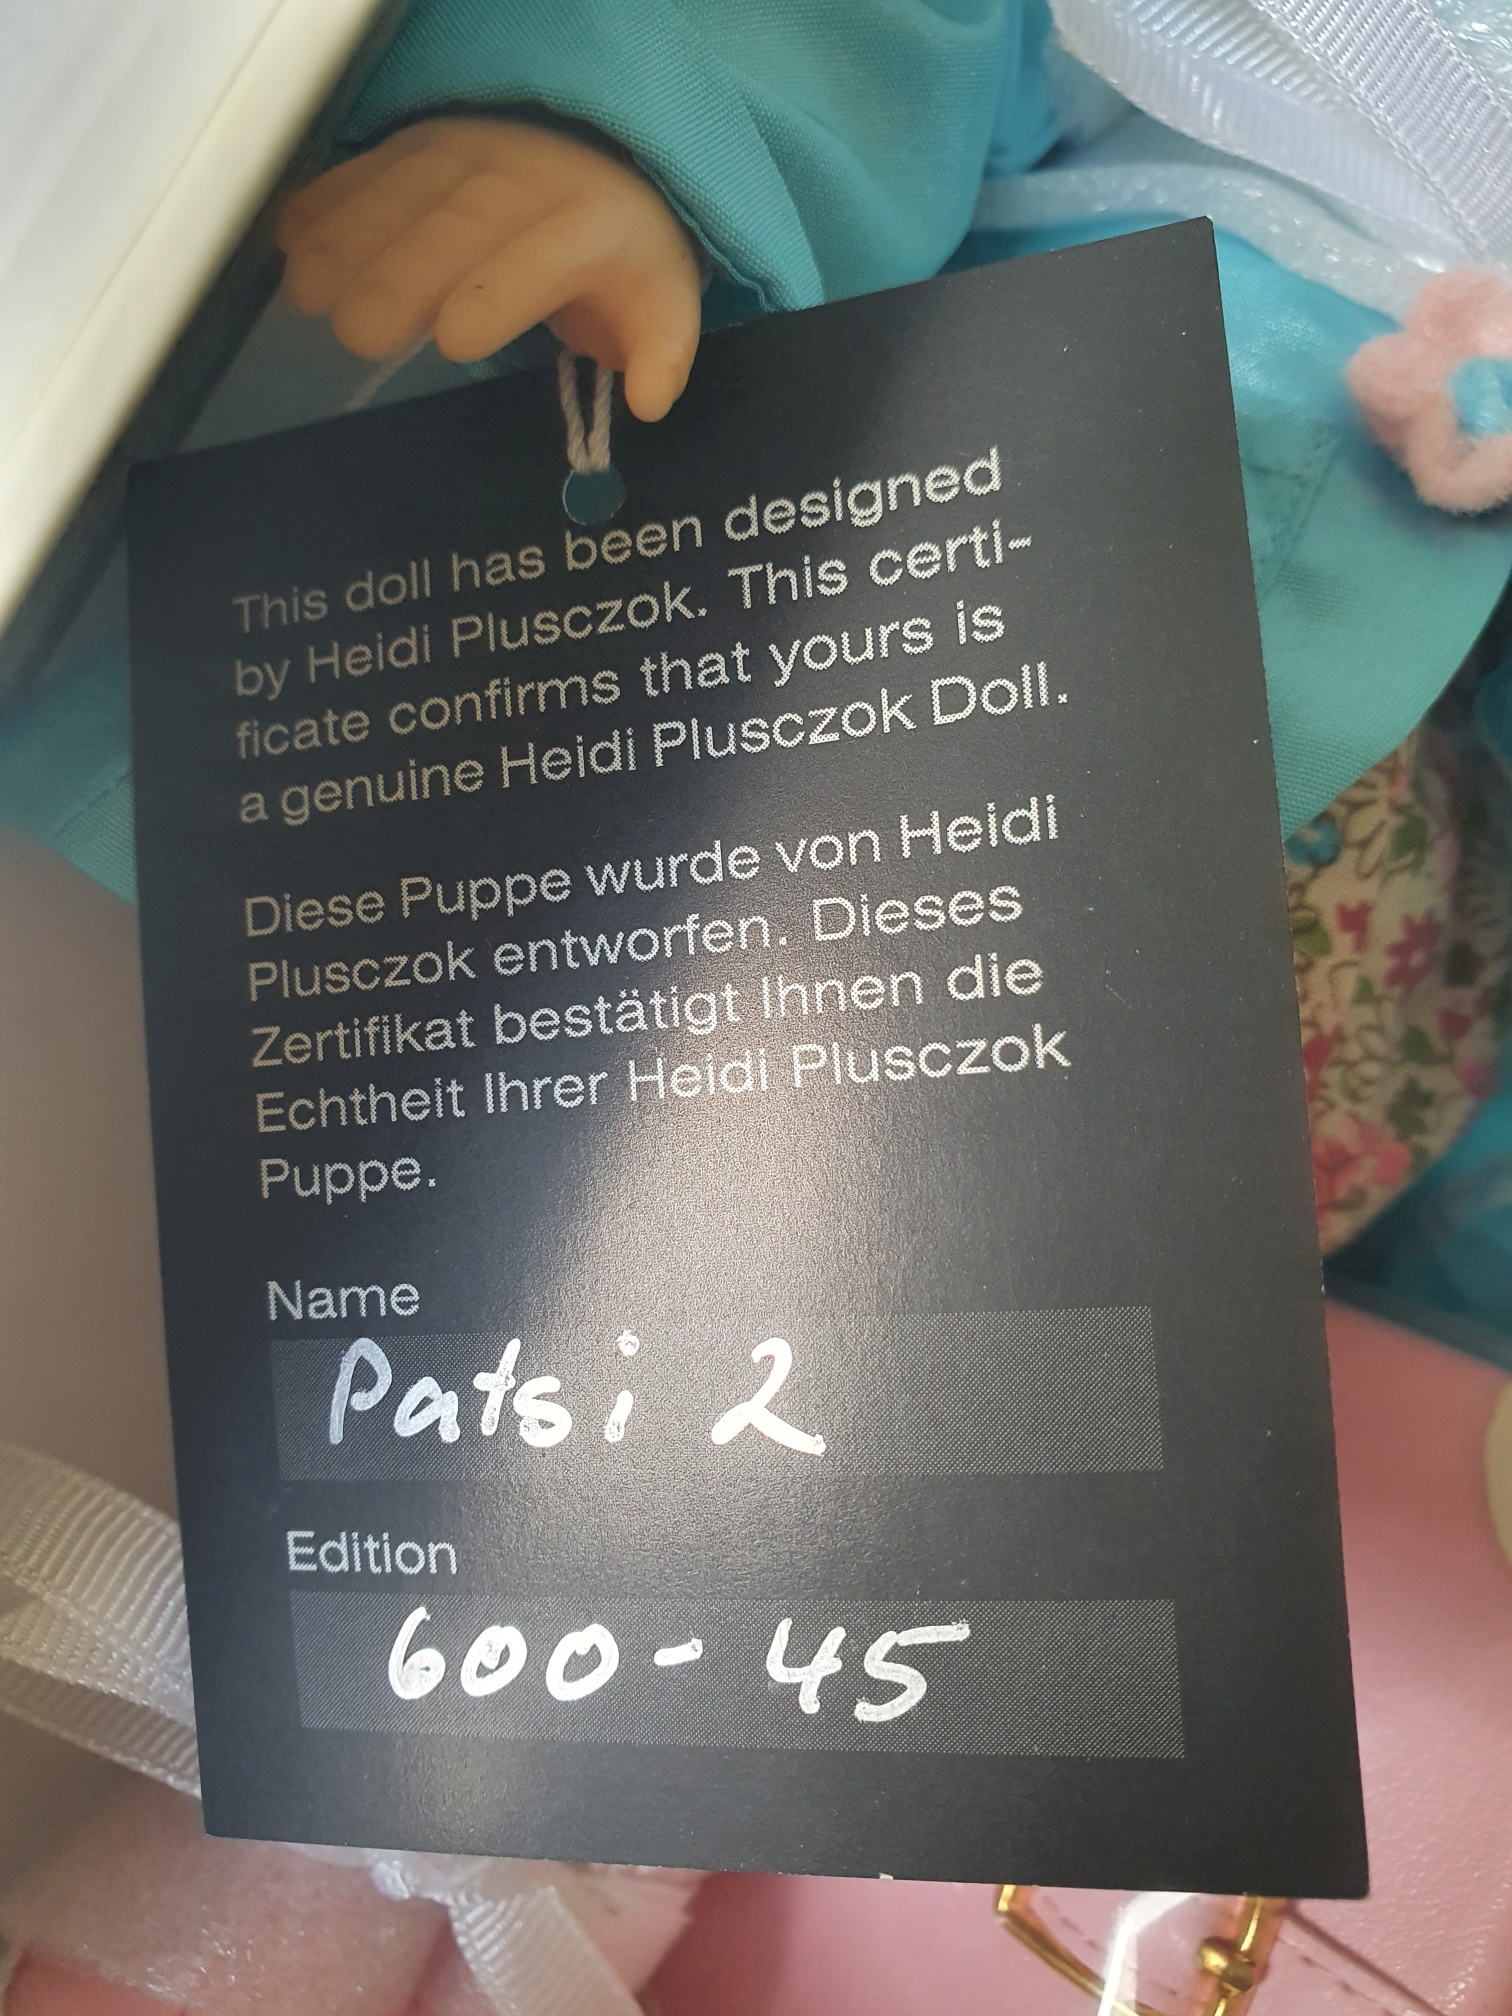 This doll has been designed
by Heidi Plusczok. This certi-
ficate confirms that yours is
a genuine Heidi Plusczok Doll.
Diese Puppe wurde von Heidi
Plusczok entworfen. Dieses
Zertifikat bestätigt Ihnen die
Echtheit Ihrer Heidi Plusczok
Puppe.
Name
Patsi 2
Edition
600-45